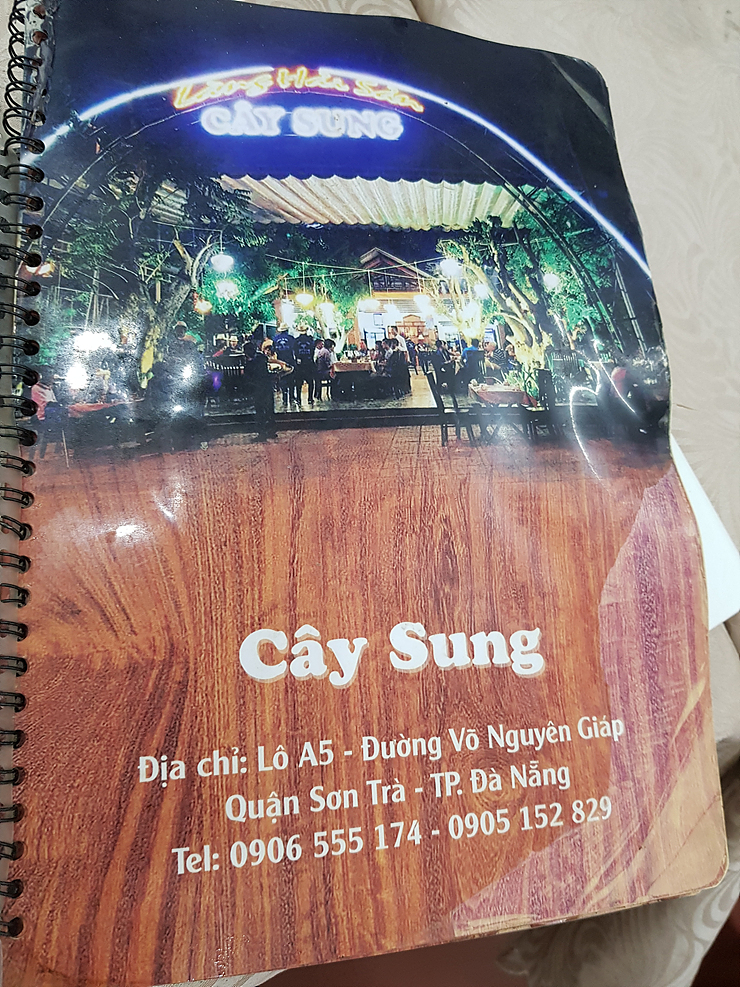 Làng Hải Sản
CÂY SUNG
Cây Sung
Địa chỉ: Lô A5 - Đường Võ Nguyên Giáp
Quận Sơn Trà - TP. Đà Nẵng
Tel: 0906 555 174 - 0905 152 829